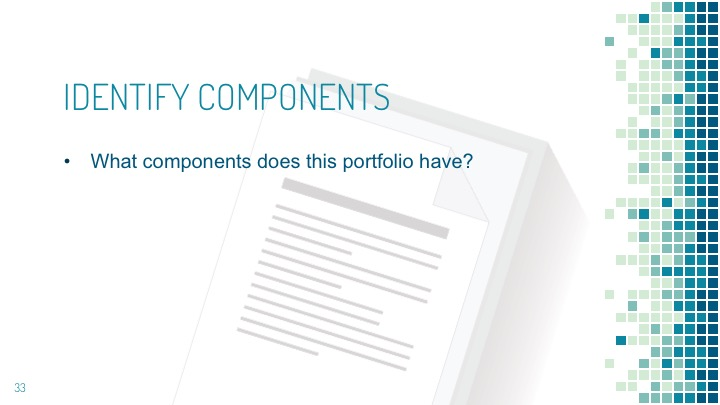 IDENTIFY COMPONENTS
• What components does this portfolio have?
33